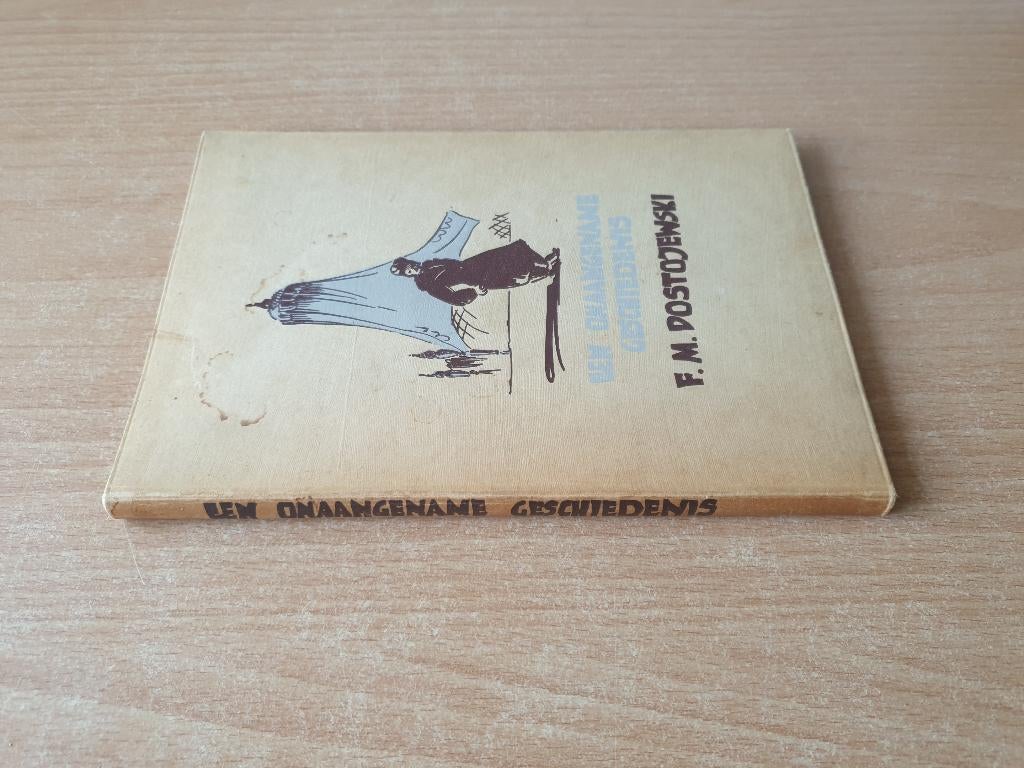 EEN ONAANGENAME
GESCHIEDENIS
F. M. DOSTOJEWSKI
EEN ONAANGENAME GESCHIEDENIS